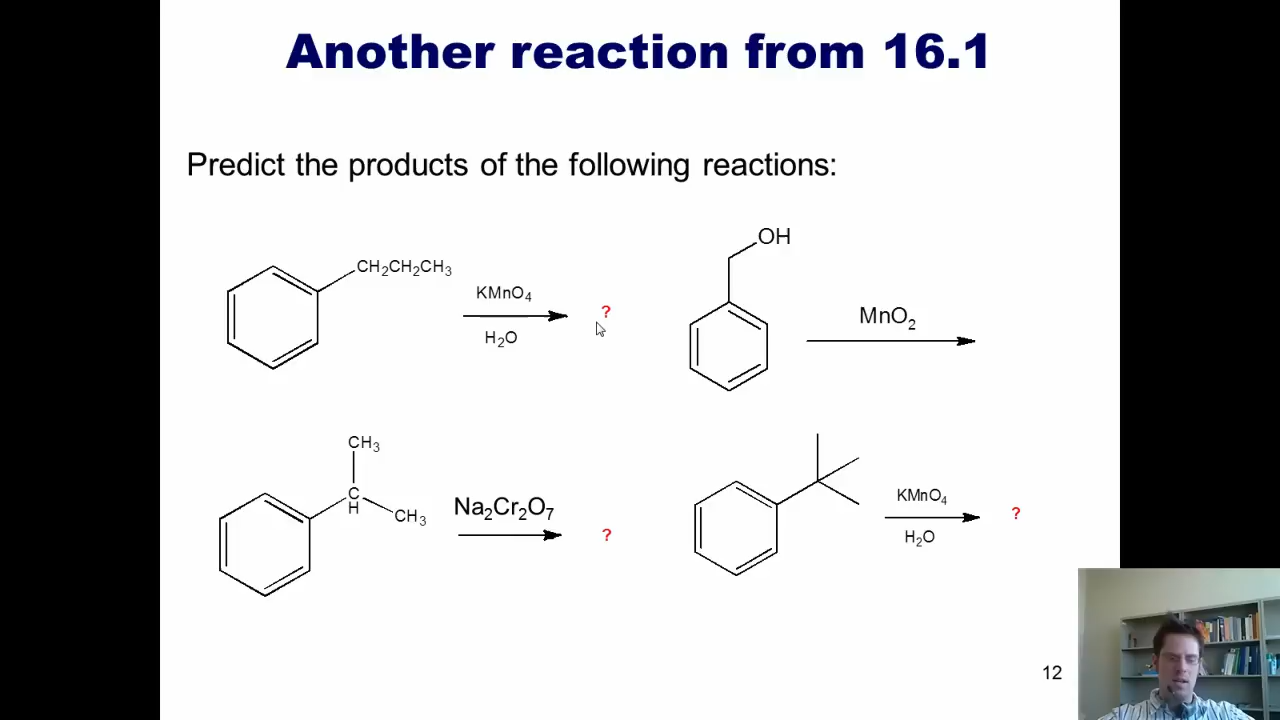 Another reaction from 16.1
Predict the products of the following reactions:
CH₂CH₂CH₃
KMnO₄
H₂O
?
OH
MnO₂
CH₃
C
H
CH₃
Na₂Cr₂O₇
?
KMnO₄
H₂O
?
12